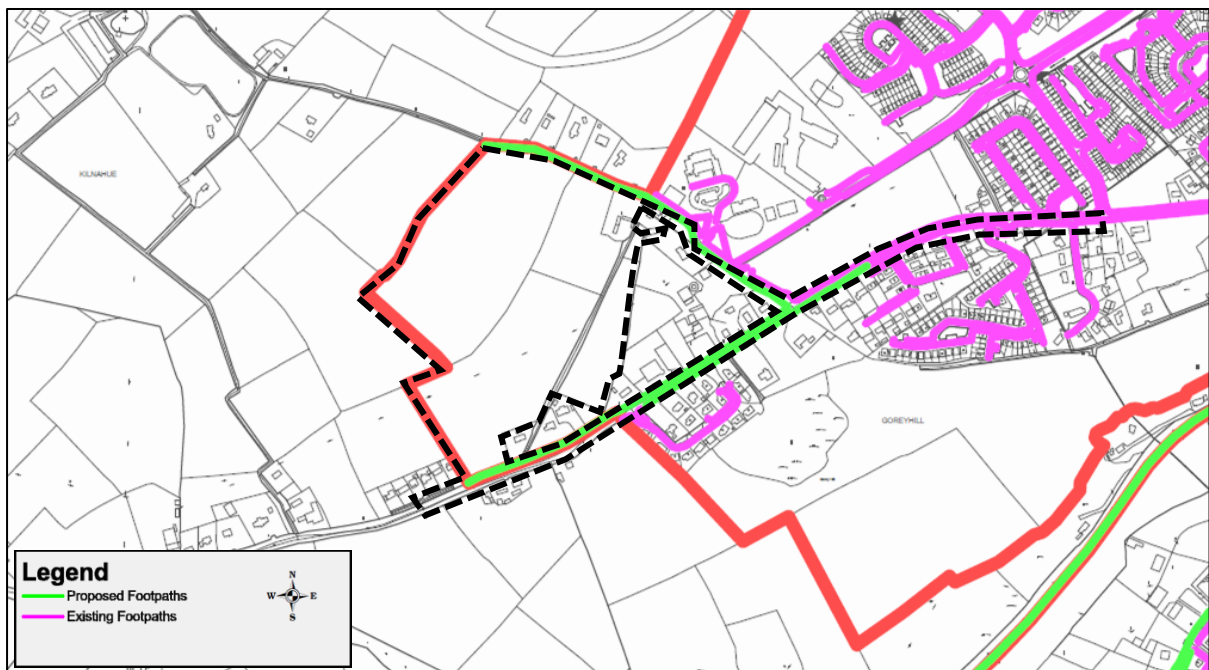 KILNAHUE
GOREYHILL
Legend
Proposed Footpaths
Existing Footpaths
N
W E
S